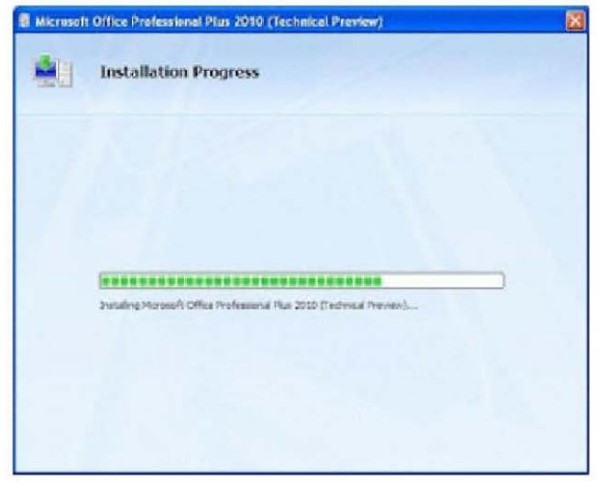 Microsoft Office Professional Plus 2010 (Technical Preview)
Installation Progress
Installing Microsoft Office Professional Plus 2010 (Technical Preview)...